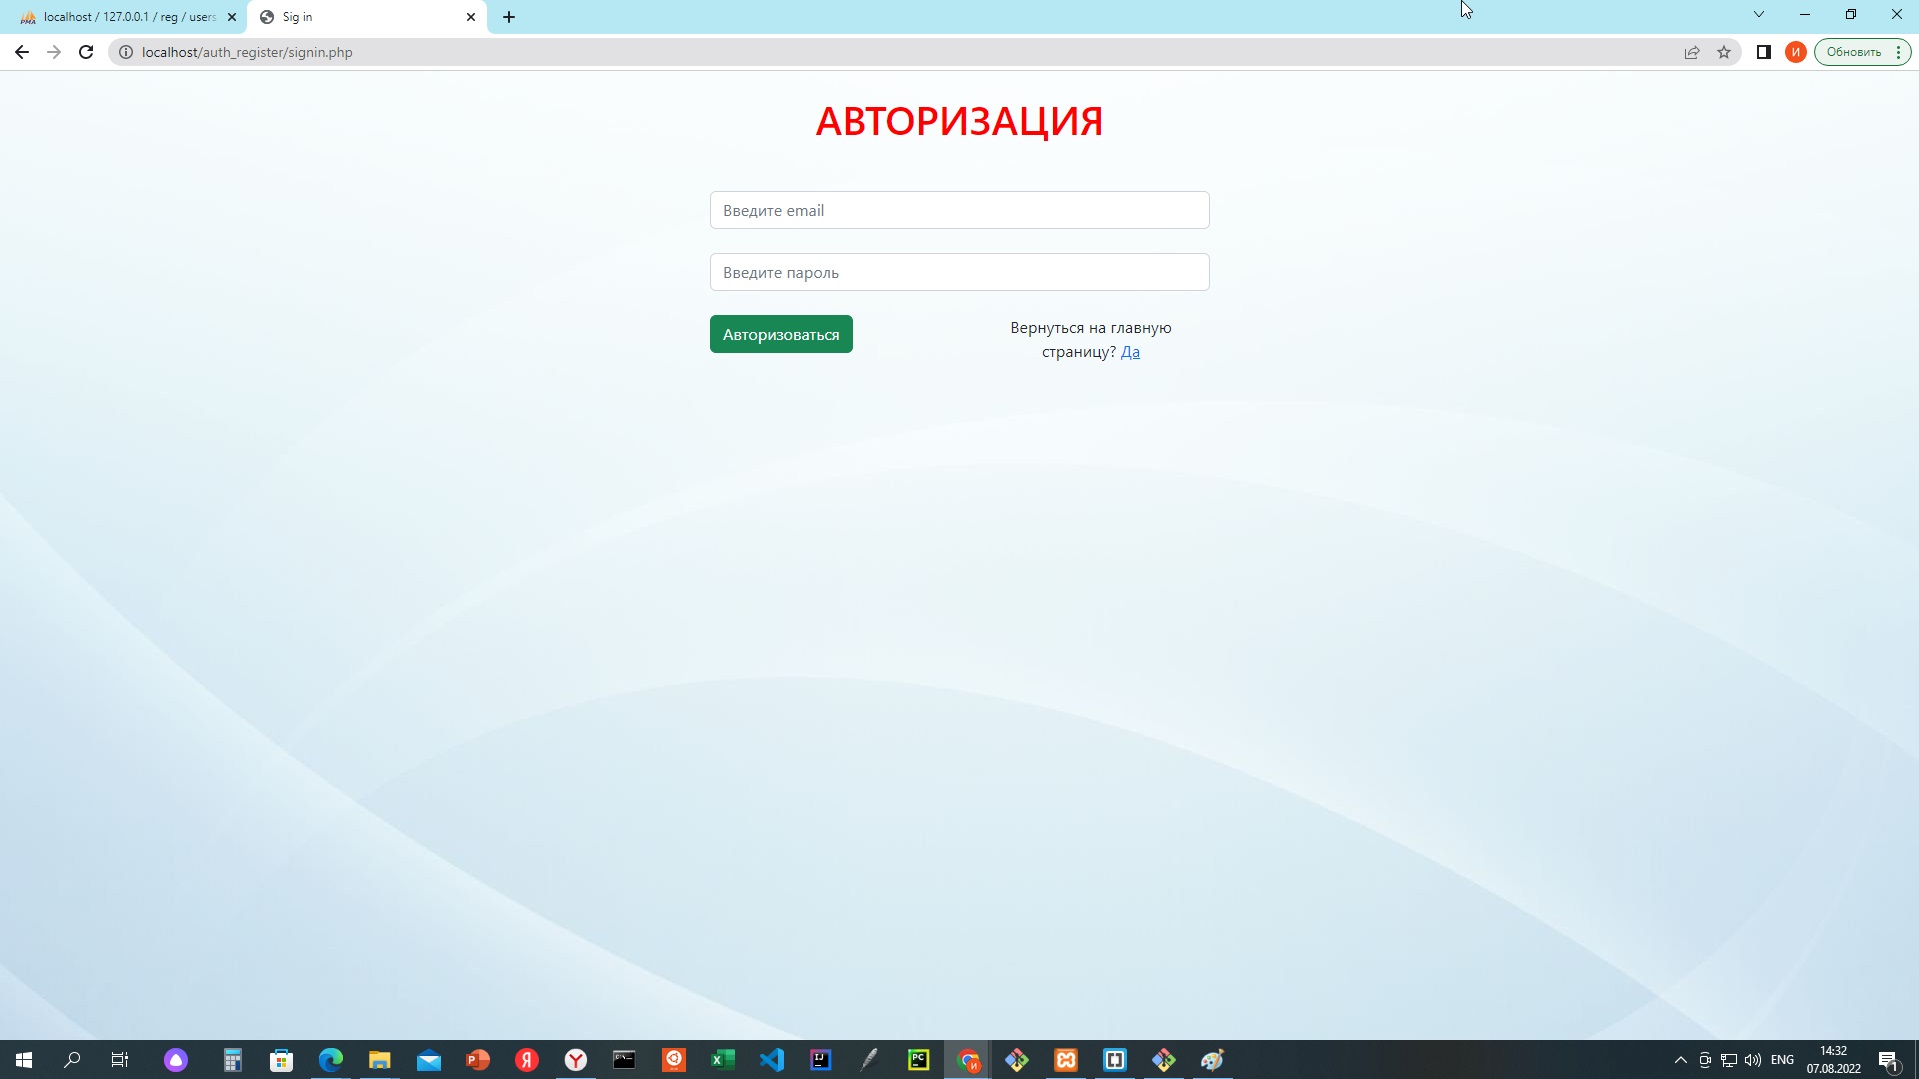 localhost / 127.0.0.1 / reg / users
Sig in
localhost/auth_register/signin.php
И
Обновить
АВТОРИЗАЦИЯ
Введите email
Введите пароль
Авторизоваться
Вернуться на главную
страницу? Да
ENG
14:32
07.08.2022
1